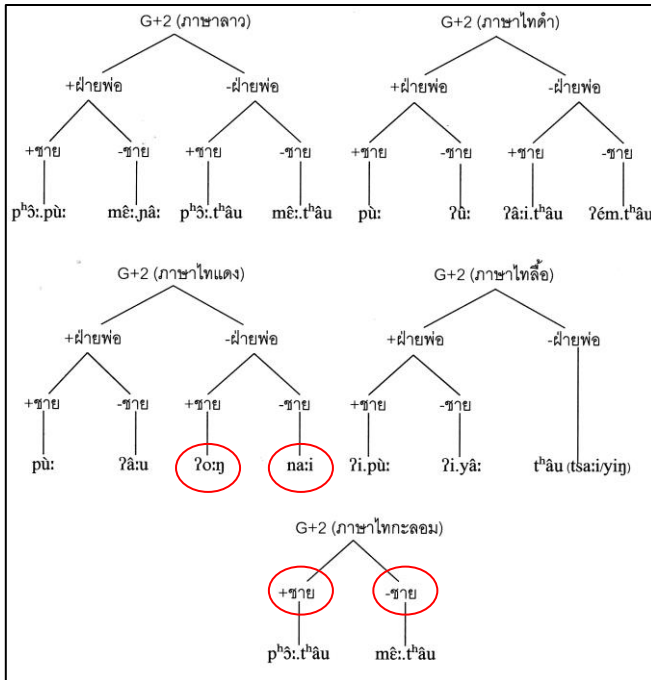 G+2 (ภาษาลาว) G+2 (ภาษาไทดำ)
+ฝ่ายพ่อ -ฝ่ายพ่อ +ฝ่ายพ่อ -ฝ่ายพ่อ
+ชาย -ชาย +ชาย -ชาย +ชาย -ชาย +ชาย -ชาย
pʰɔ̂ː.pùː mɛ̂ː.ɲâː pʰɔ̂ː.tʰâu mɛ̂ː.tʰâu pùː ʔûː ʔâːi.tʰâu ʔém.tʰâu
G+2 (ภาษาไทแดง) G+2 (ภาษาไทลื้อ)
+ฝ่ายพ่อ -ฝ่ายพ่อ +ฝ่ายพ่อ -ฝ่ายพ่อ
+ชาย -ชาย +ชาย -ชาย +ชาย -ชาย
pùː ʔâːu ʔoːŋ naːi ʔi.pùː ʔi.yâː tʰâu (tsaːi/yiŋ)
G+2 (ภาษาไทกะลอม)
+ชาย -ชาย
pʰɔ̂ː.tʰâu mɛ̂ː.tʰâu